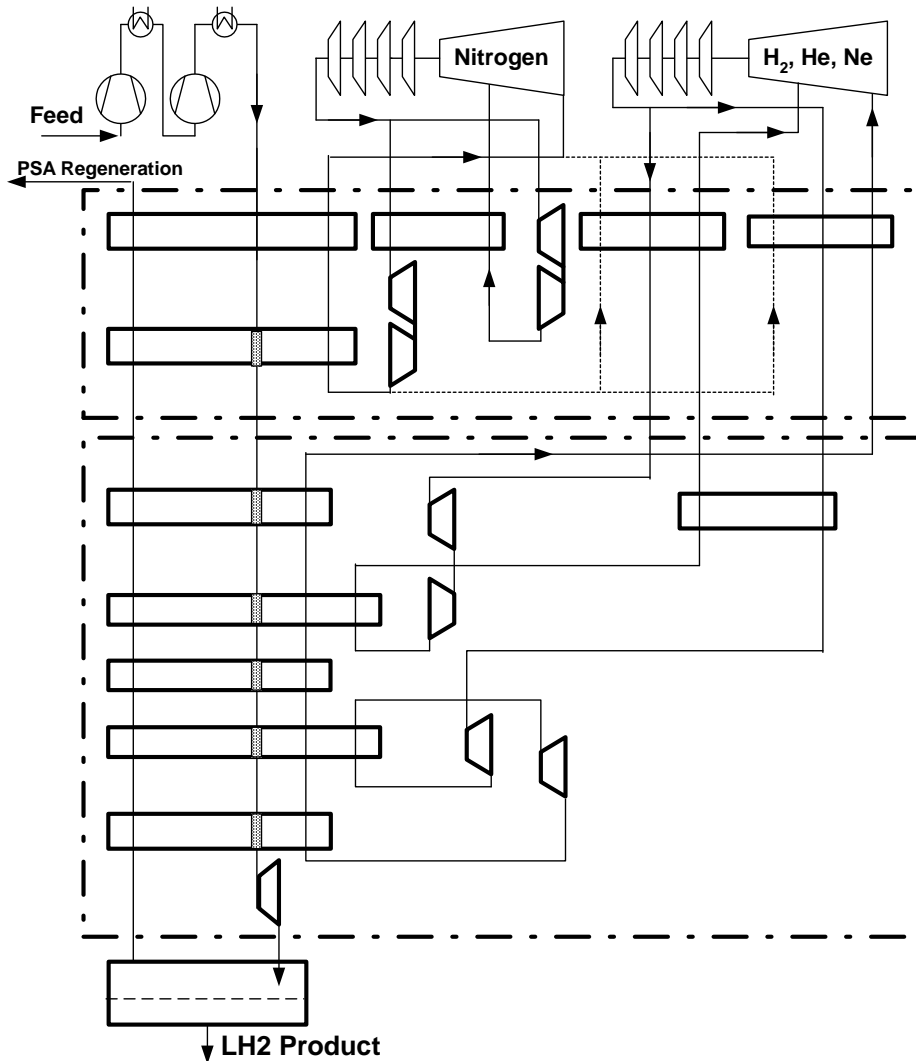 Nitrogen
H₂, He, Ne
Feed
PSA Regeneration
LH2 Product